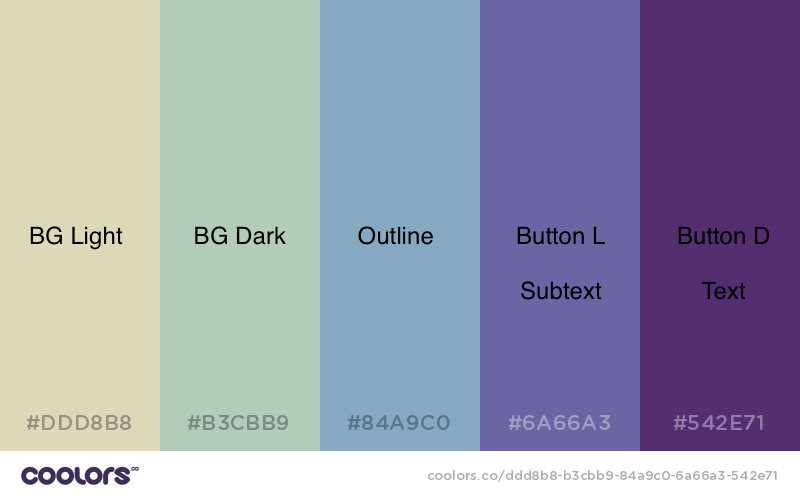 BG Light
BG Dark
Outline
Button L
Subtext
Button D
Text
#DDD8B8
#B3CBB9
#84A9C0
#6A66A3
#542E71
coolors∞
coolors.co/ddd8b8-b3cbb9-84a9c0-6a66a3-542e71